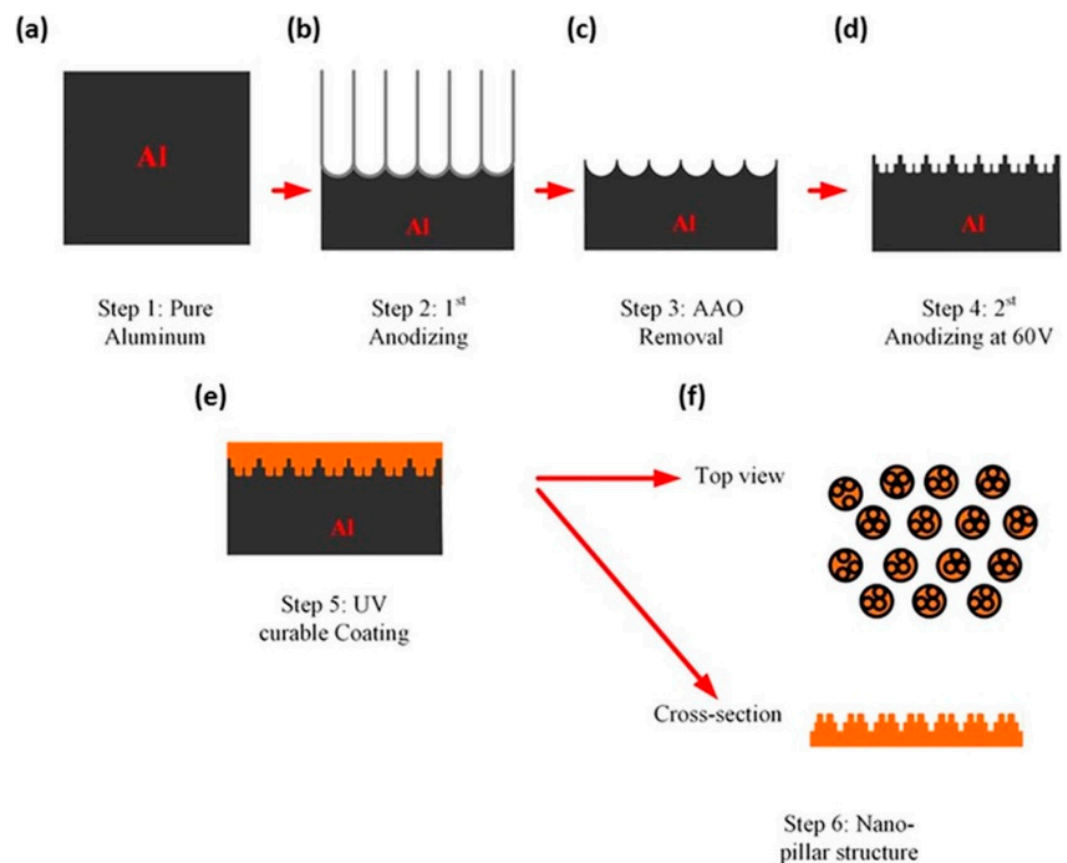 (a)
(b)
(c)
(d)
Al
Al
Al
Al
Step 1: Pure
Aluminum
Step 2: 1st
Anodizing
Step 3: AAO
Removal
Step 4: 2st
Anodizing at 60V
(e)
(f)
Al
Top view
Step 5: UV
curable Coating
Cross-section
Step 6: Nano-
pillar structure